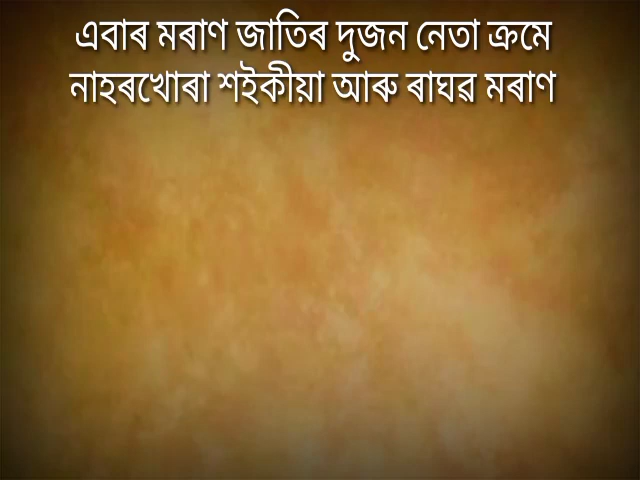 এবাৰ মৰাণ জাতিৰ দুজন নেতা ক্ৰমে
নাহৰখোৰা শইকীয়া আৰু ৰাঘৱ মৰাণ